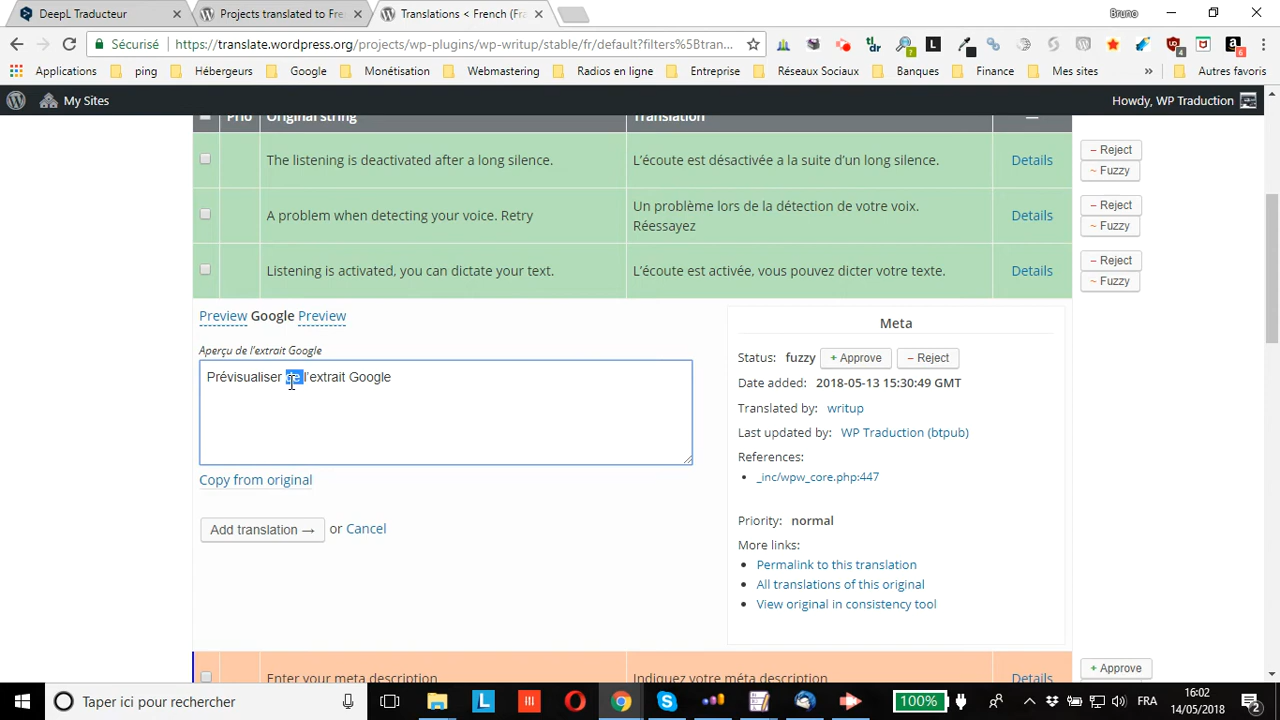 DeepL Traducteur
Projects translated to Fre
Translations < French (Fra
Bruno
Sécurisé
https://translate.wordpress.org/projects/wp-plugins/wp-writup/stable/fr/default?filters%5Btran...
Applications
ping
Hébergeurs
Google
Monétisation
Webmastering
Radios en ligne
Entreprise
Réseaux Sociaux
Banques
Finance
Mes sites
»
Autres favoris
My Sites
Howdy, WP Traduction
Prio
Original string
Translation
—
The listening is deactivated after a long silence.
L’écoute est désactivée a la suite d’un long silence.
Details
– Reject
~ Fuzzy
A problem when detecting your voice. Retry
Un problème lors de la détection de votre voix.
Réessayez
Details
– Reject
~ Fuzzy
Listening is activated, you can dictate your text.
L’écoute est activée, vous pouvez dicter votre texte.
Details
– Reject
~ Fuzzy
Preview Google Preview
Aperçu de l’extrait Google
Prévisualiser de l’extrait Google
Copy from original
Add translation →
or Cancel
Meta
Status: fuzzy + Approve – Reject
Date added: 2018-05-13 15:30:49 GMT
Translated by: writup
Last updated by: WP Traduction (btpub)
References:
_inc/wpw_core.php:447
Priority: normal
More links:
Permalink to this translation
All translations of this original
View original in consistency tool
Enter your meta description
Indiquez votre méta description
Details
+ Approve
Taper ici pour rechercher
100%
FRA
16:02
14/05/2018